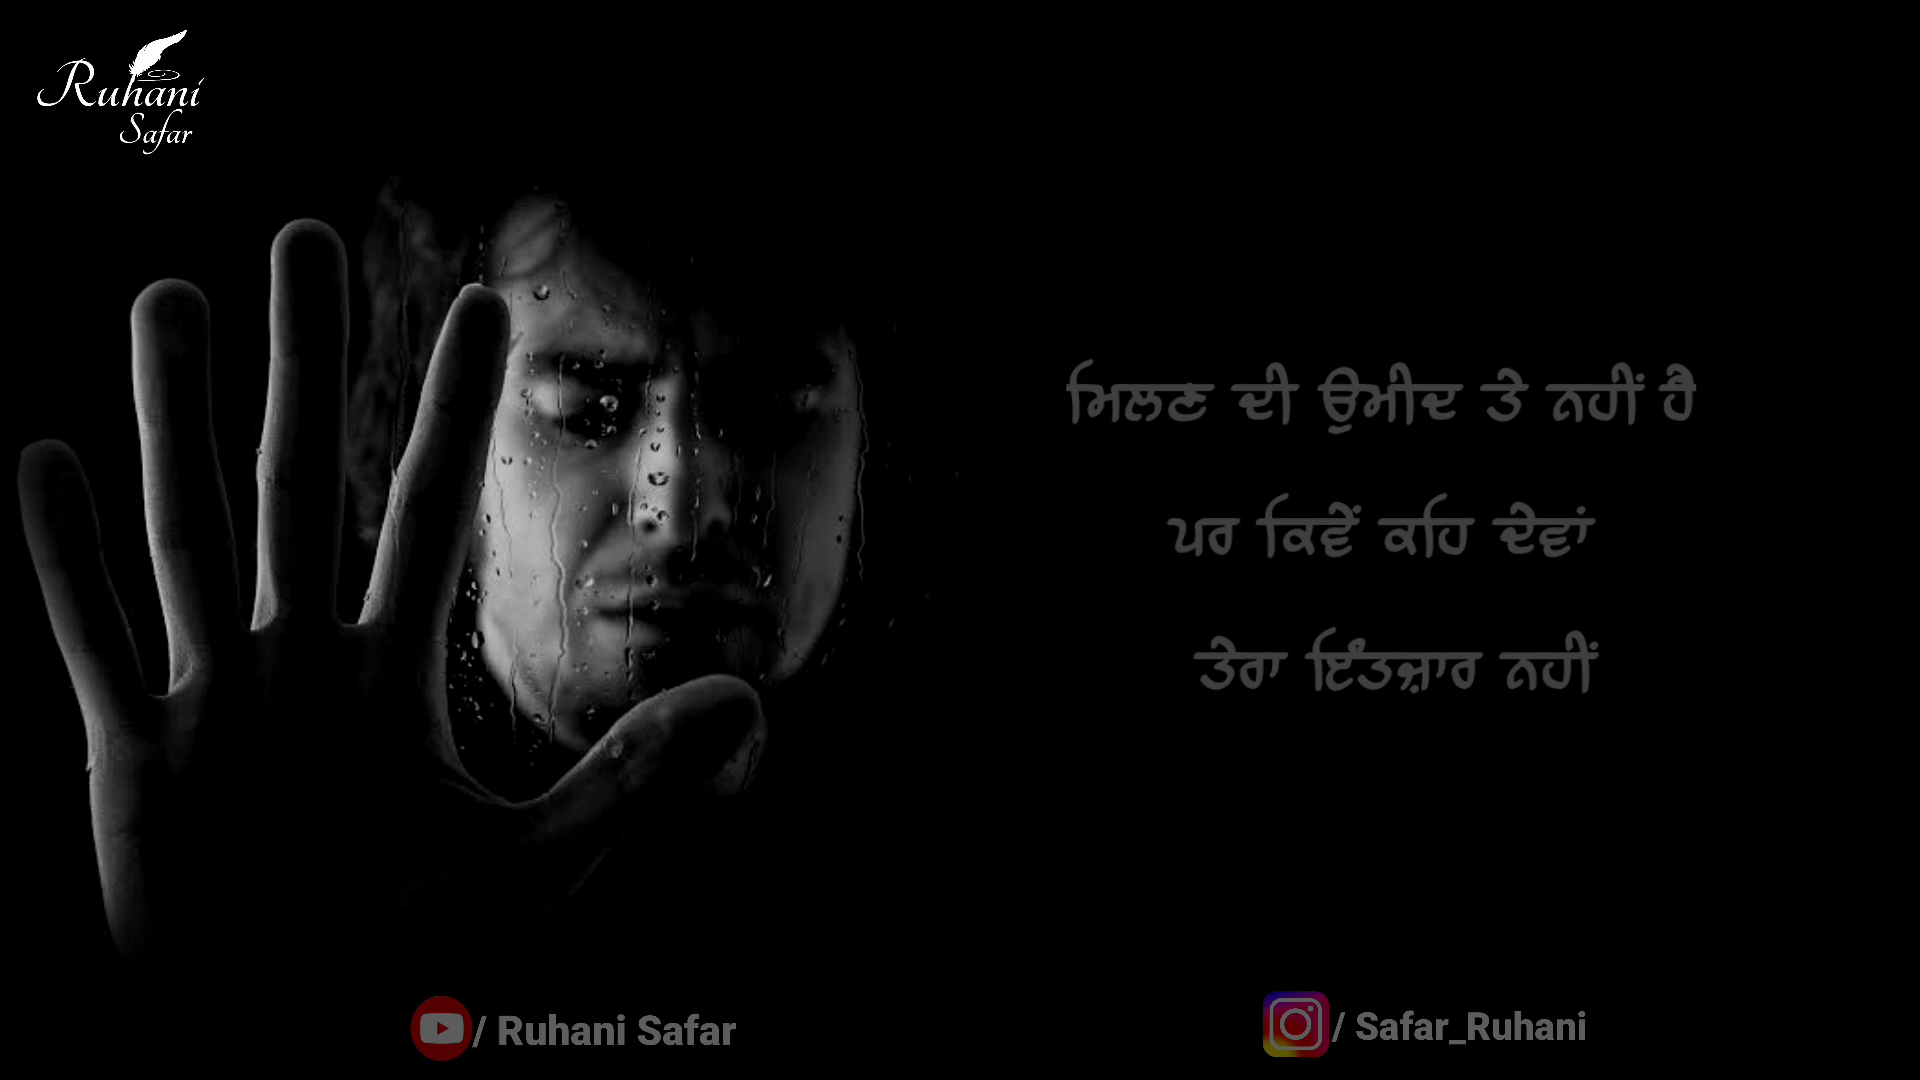 Ruhani
Safar
ਮਿਲਣ ਦੀ ਉਮੀਦ ਤੇ ਨਹੀਂ ਹੈ
ਪਰ ਕਿਵੇਂ ਕਹਿ ਦੇਵਾਂ
ਤੇਰਾ ਇੰਤਜ਼ਾਰ ਨਹੀਂ
/ Ruhani Safar
/ Safar_Ruhani